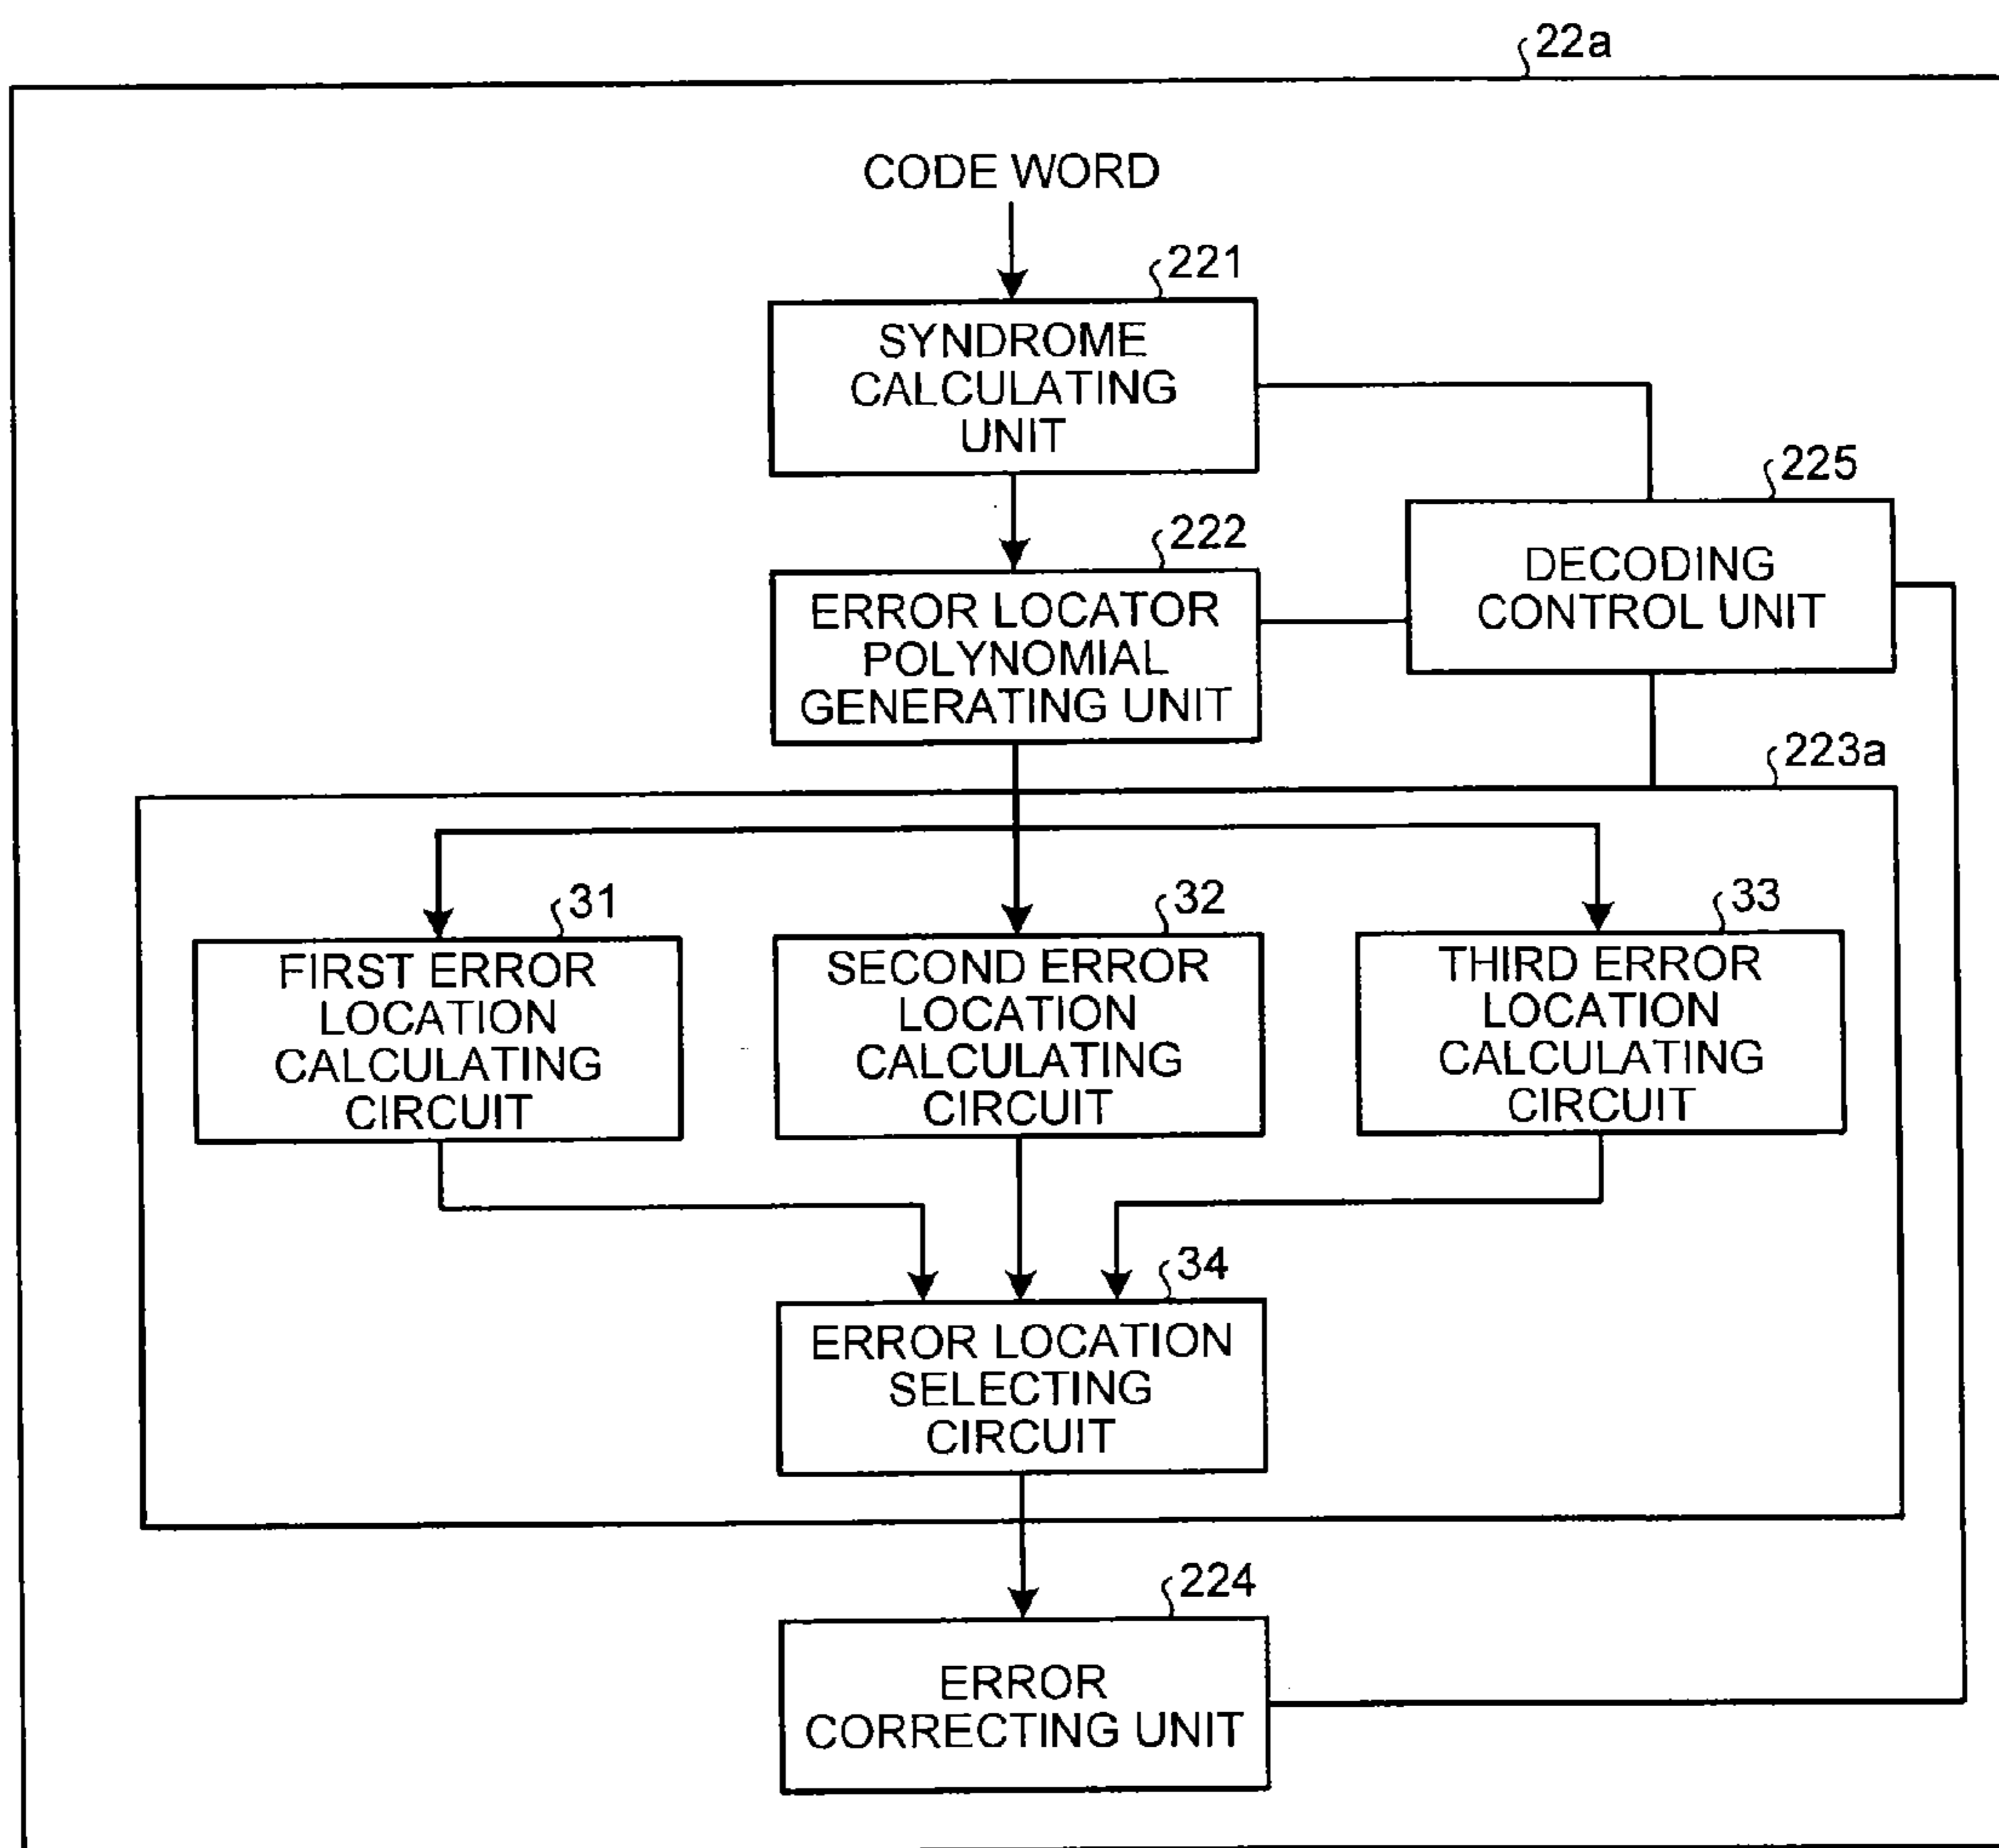 22a
CODE WORD
221
SYNDROME
CALCULATING
UNIT
225
DECODING
CONTROL UNIT
222
ERROR LOCATOR
POLYNOMIAL
GENERATING UNIT
223a
31
FIRST ERROR
LOCATION
CALCULATING
CIRCUIT
32
SECOND ERROR
LOCATION
CALCULATING
CIRCUIT
33
THIRD ERROR
LOCATION
CALCULATING
CIRCUIT
34
ERROR LOCATION
SELECTING
CIRCUIT
224
ERROR
CORRECTING UNIT